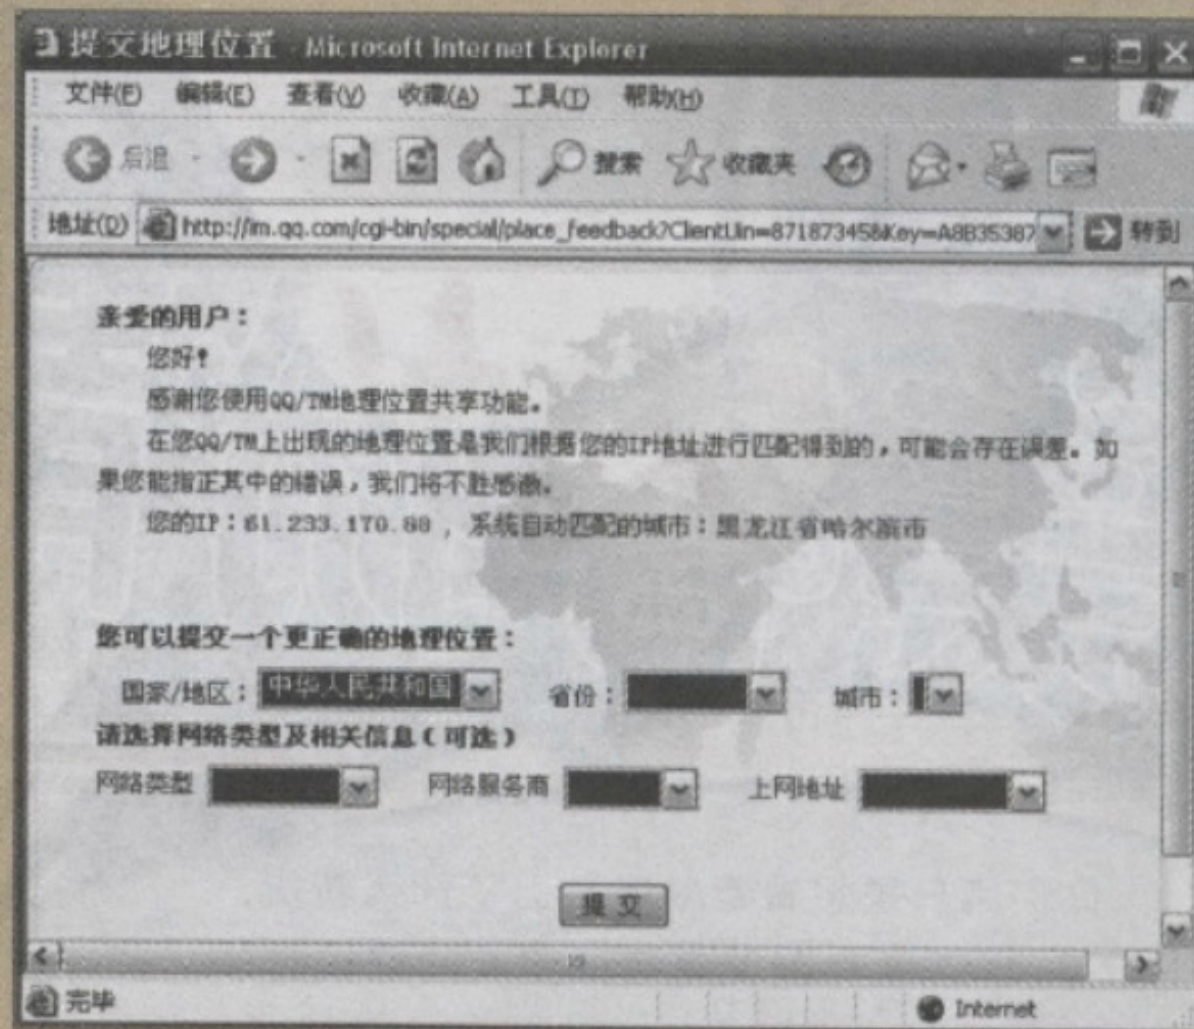 提交地理位置 - Microsoft Internet Explorer
文件(F) 编辑(E) 查看(V) 收藏(A) 工具(T) 帮助(H)
后退 搜索 收藏夹
地址(D) http://im.qq.com/cgi-bin/special/place_feedback?ClientUin=87187345&Key=A8B35387 转到
亲爱的用户：
您好！
感谢您使用QQ/TM地理位置共享功能。
在您QQ/TM上出现的地理位置是我们根据您的IP地址进行匹配得到的，可能会存在误差。如
果您能指正其中的错误，我们将不胜感激。
您的IP：61.233.170.88 ，系统自动匹配的城市：黑龙江省哈尔滨市
您可以提交一个更正确的地理位置：
国家/地区：中华人民共和国 省份： 城市：
请选择网络类型及相关信息（可选）
网络类型 网络服务商 上网地址
提 交
完毕 Internet